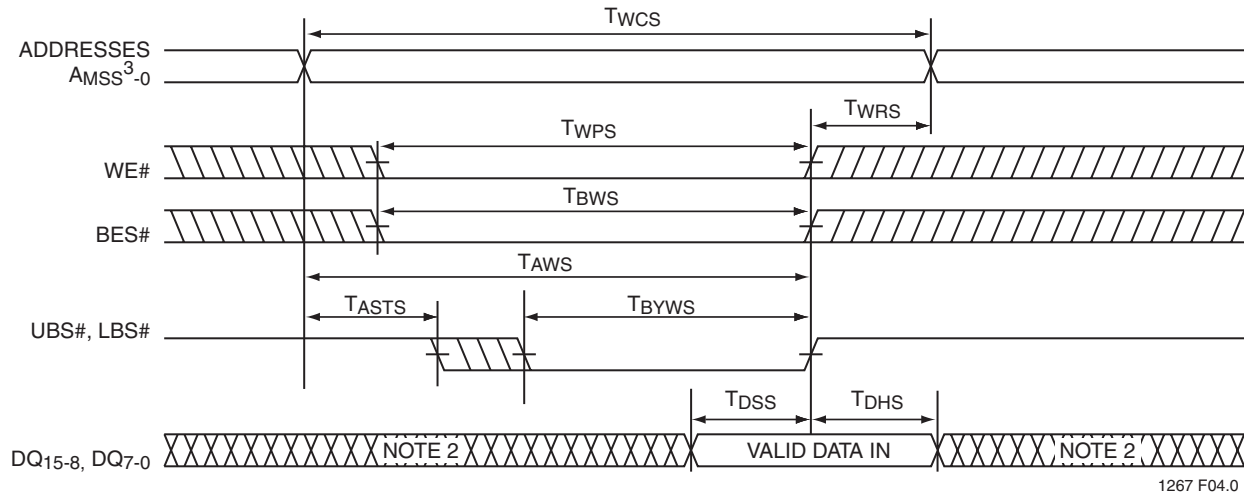 TWCS
ADDRESSES
AMSS3-0
TWRS
TWPS
WE#
TBWS
BES#
TAWS
TASTS
TBYWS
UBS#, LBS#
TDSS
TDHS
DQ15-8, DQ7-0
NOTE 2
VALID DATA IN
NOTE 2
1267 F04.0